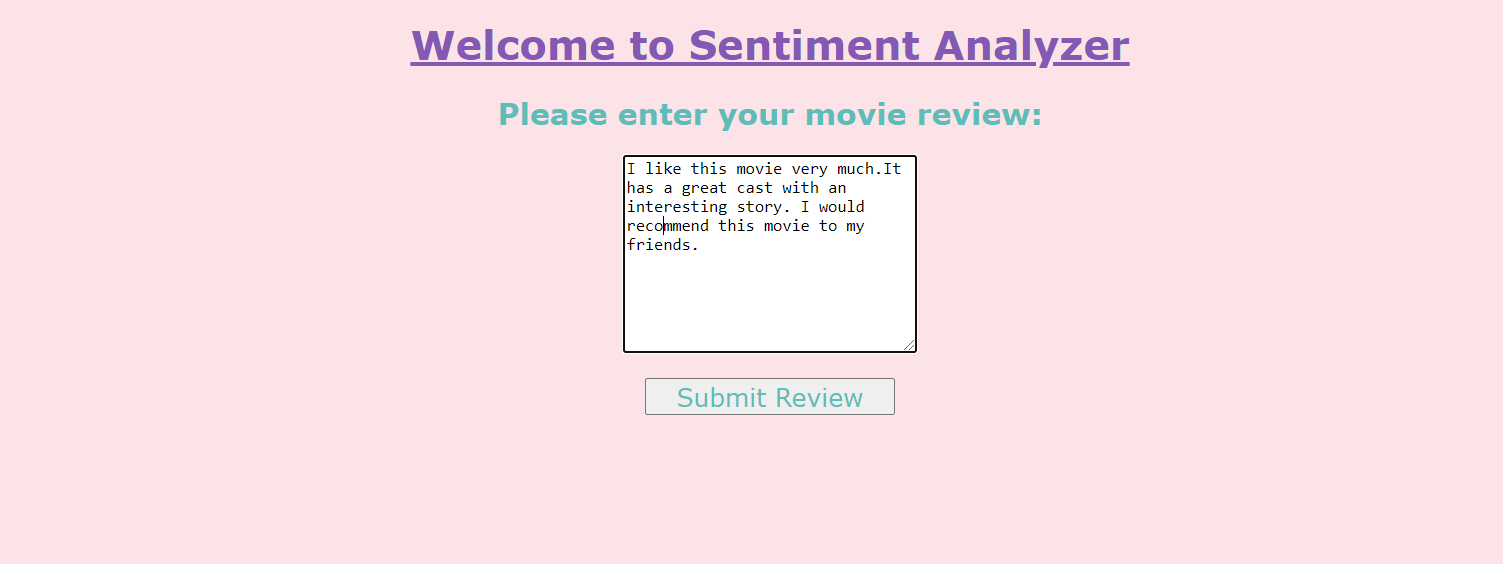 Welcome to Sentiment Analyzer
Please enter your movie review:
I like this movie very much.It
has a great cast with an
interesting story. I would
recommend this movie to my
friends.
Submit Review